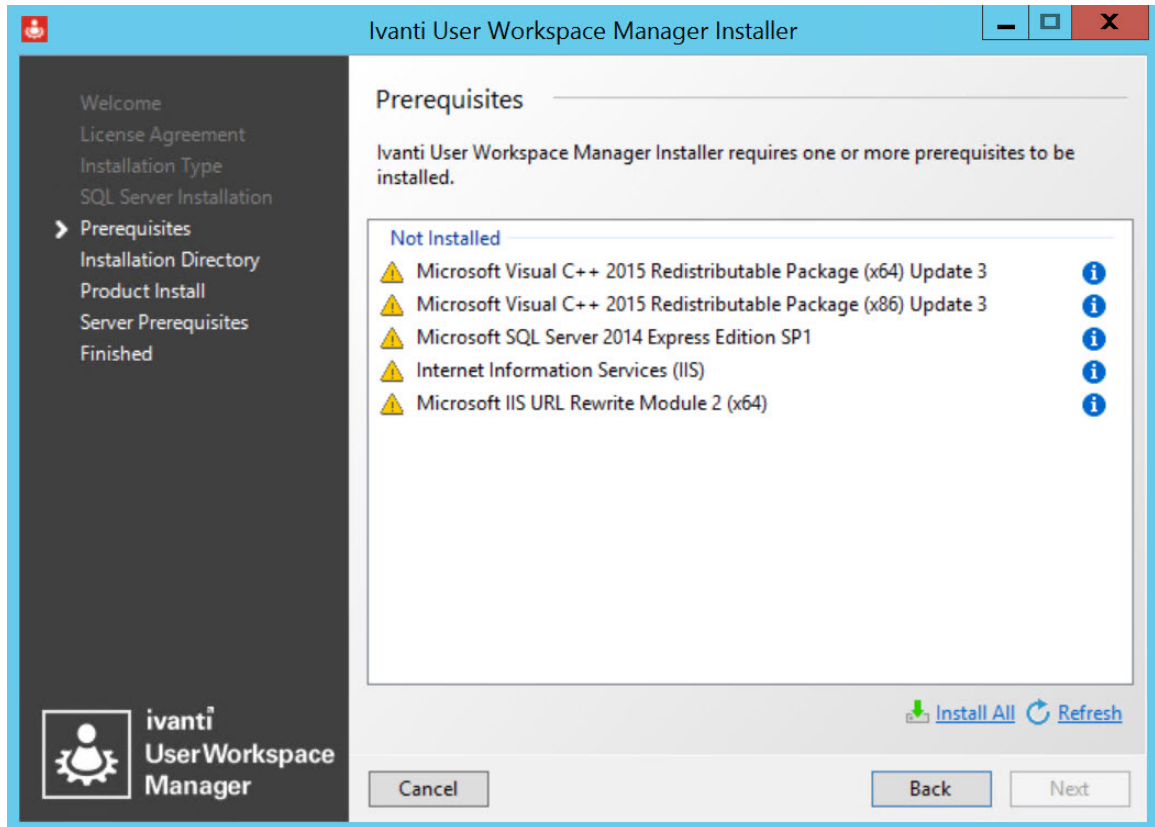 Ivanti User Workspace Manager Installer
Welcome
License Agreement
Installation Type
SQL Server Installation
Prerequisites
Installation Directory
Product Install
Server Prerequisites
Finished
ivanti
User Workspace
Manager
Prerequisites
Ivanti User Workspace Manager Installer requires one or more prerequisites to be
installed.
Not Installed
Microsoft Visual C++ 2015 Redistributable Package (x64) Update 3
Microsoft Visual C++ 2015 Redistributable Package (x86) Update 3
Microsoft SQL Server 2014 Express Edition SP1
Internet Information Services (IIS)
Microsoft IIS URL Rewrite Module 2 (x64)
Install All Refresh
Cancel Back Next